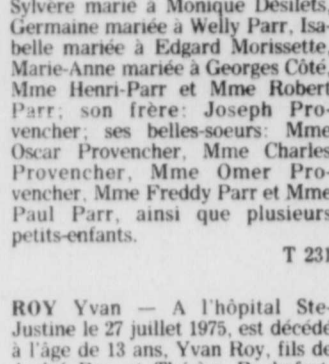 Sylvère marié à Monique Désilets,
Germaine mariée à Welly Parr, Isa-
belle mariée à Edgard Morissette,
Marie-Anne mariée à Georges Côté,
Mme Henri-Parr et Mme Robert
Parr; son frère: Joseph Pro-
vencher; ses belles-soeurs: Mme
Oscar Provencher, Mme Charles
Provencher, Mme Omer Pro-
vencher, Mme Freddy Parr et Mme
Paul Parr, ainsi que plusieurs
petits-enfants.
T 231
ROY Yvan — A l'hôpital Ste-
Justine le 27 juillet 1975, est décédé
à l'âge de 13 ans, Yvan Roy, fils de